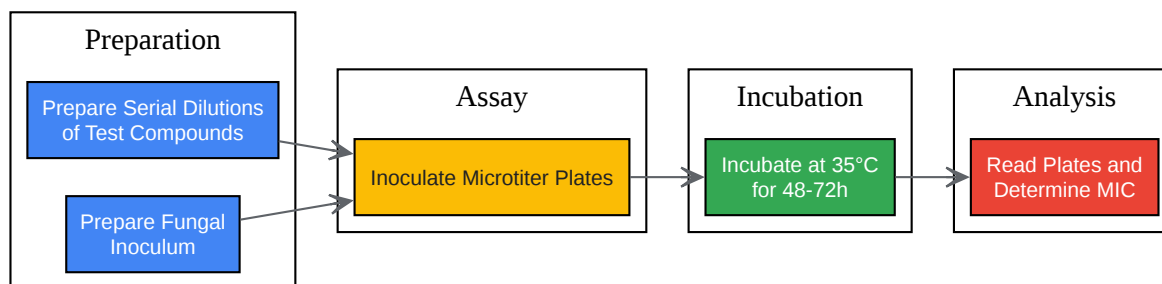 Preparation
Prepare Serial Dilutions
of Test Compounds
Prepare Fungal
Inoculum
Assay
Inoculate Microtiter Plates
Incubation
Incubate at 35°C
for 48-72h
Analysis
Read Plates and
Determine MIC